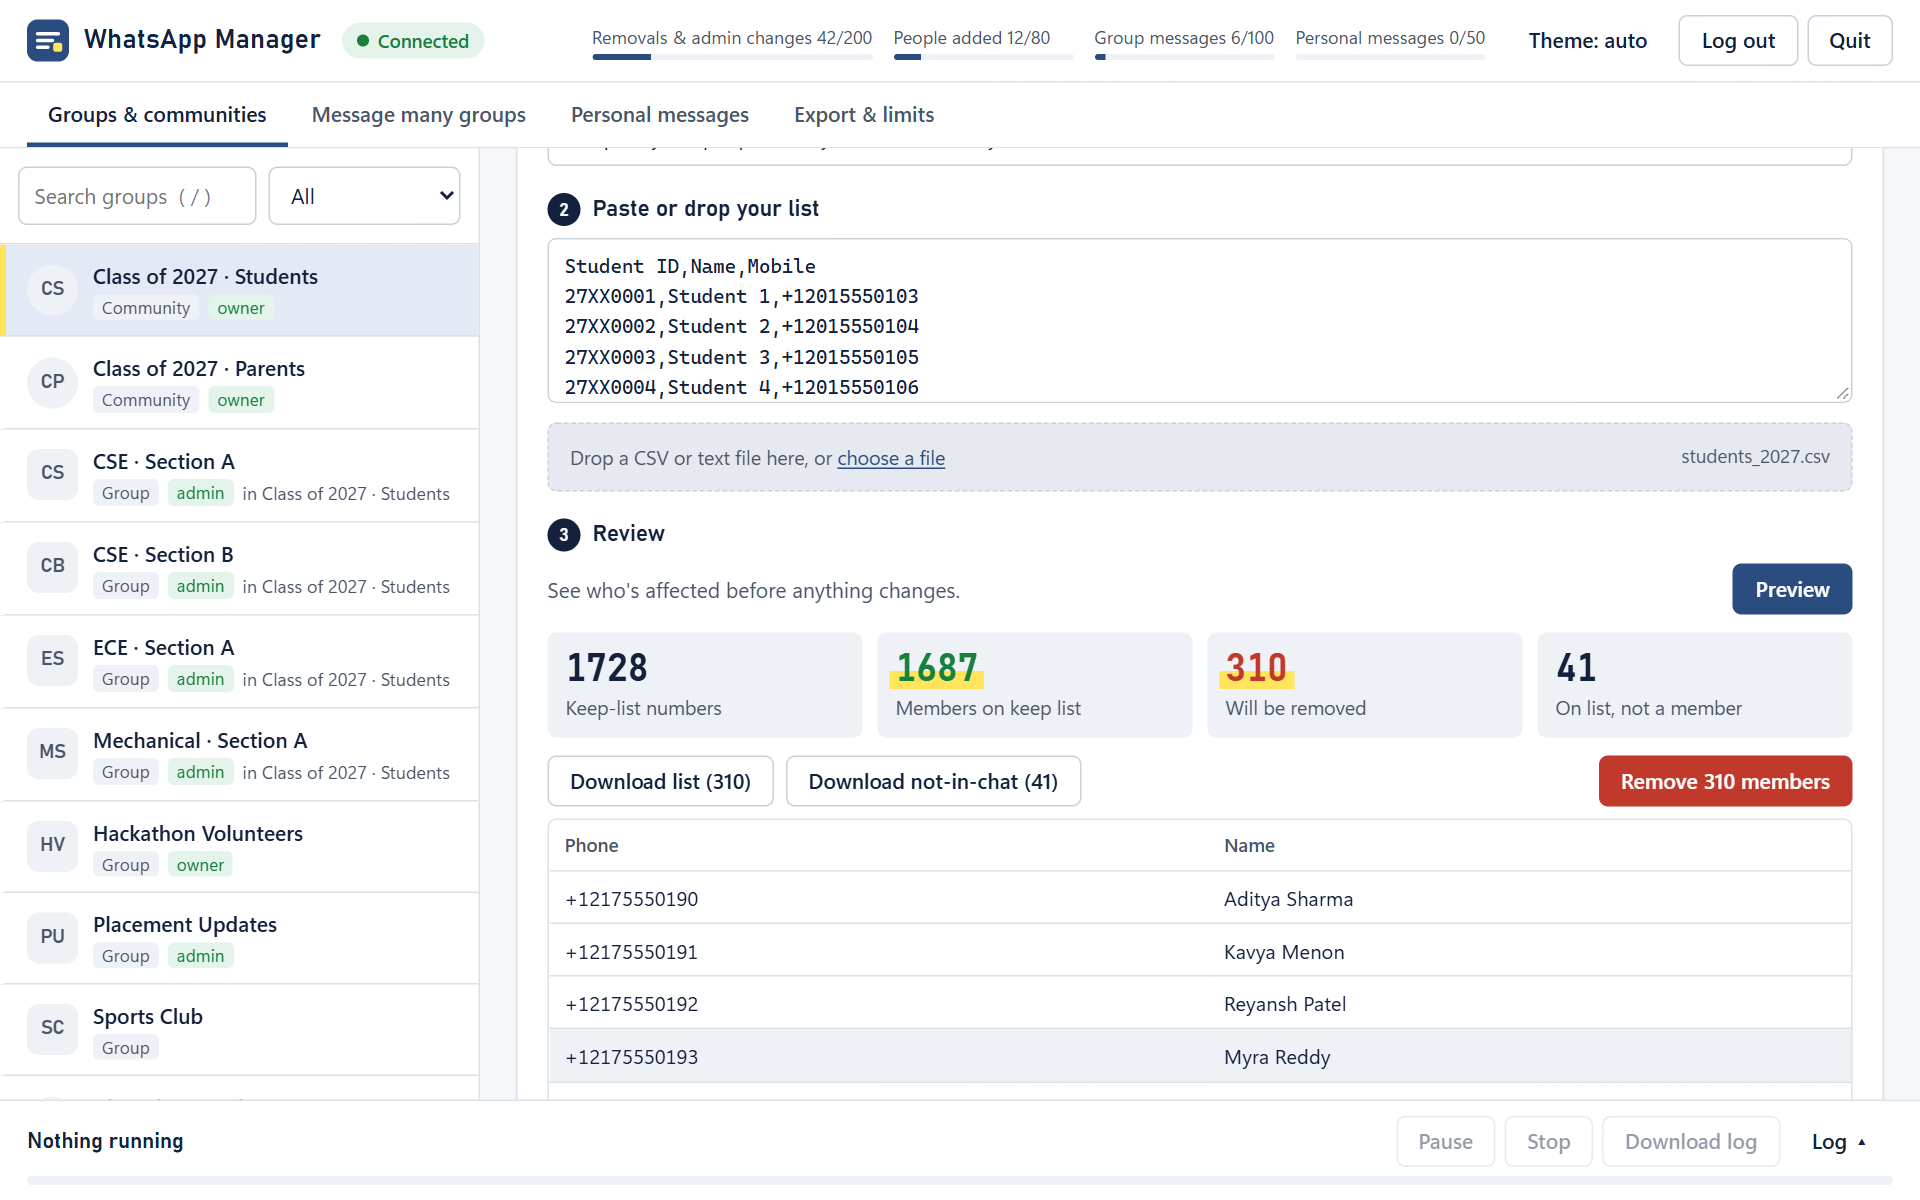 WhatsApp Manager
Connected
Removals & admin changes 42/200
People added 12/80
Group messages 6/100
Personal messages 0/50
Theme: auto
Log out
Quit
Groups & communities
Message many groups
Personal messages
Export & limits
Search groups ( / )
All
CS
Class of 2027 · Students
Community owner
CP
Class of 2027 · Parents
Community owner
CS
CSE · Section A
Group admin in Class of 2027 · Students
CB
CSE · Section B
Group admin in Class of 2027 · Students
ES
ECE · Section A
Group admin in Class of 2027 · Students
MS
Mechanical · Section A
Group admin in Class of 2027 · Students
HV
Hackathon Volunteers
Group owner
PU
Placement Updates
Group admin
SC
Sports Club
Group
2 Paste or drop your list
Student ID,Name,Mobile
27XX0001,Student 1,+12015550103
27XX0002,Student 2,+12015550104
27XX0003,Student 3,+12015550105
27XX0004,Student 4,+12015550106
Drop a CSV or text file here, or choose a file
students_2027.csv
3 Review
See who's affected before anything changes.
Preview
1728
Keep-list numbers
1687
Members on keep list
310
Will be removed
41
On list, not a member
Download list (310)
Download not-in-chat (41)
Remove 310 members
Phone Name
+12175550190 Aditya Sharma
+12175550191 Kavya Menon
+12175550192 Reyansh Patel
+12175550193 Myra Reddy
Nothing running
Pause
Stop
Download log
Log ▲